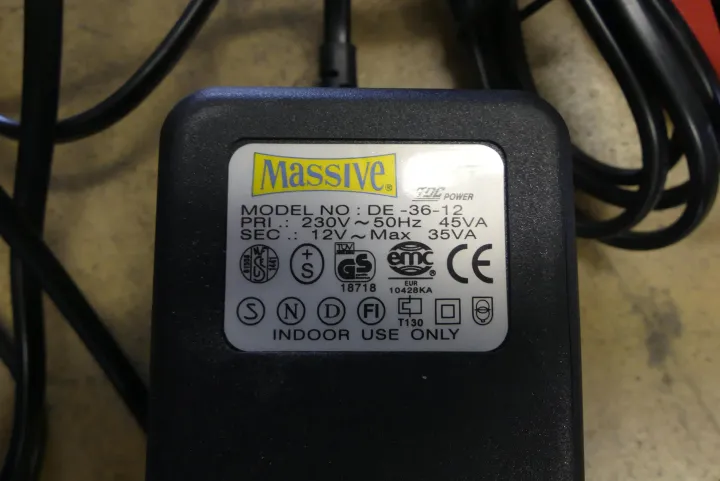 Massive®
TDC POWER
MODEL NO : DE -36-12
PRI .: 230V ~ 50Hz 45VA
SEC .: 12V ~ Max 35VA
+ S
TÜV
GS
emc
CE
18718
EUR
10428KA
S N D FI
T130
INDOOR USE ONLY